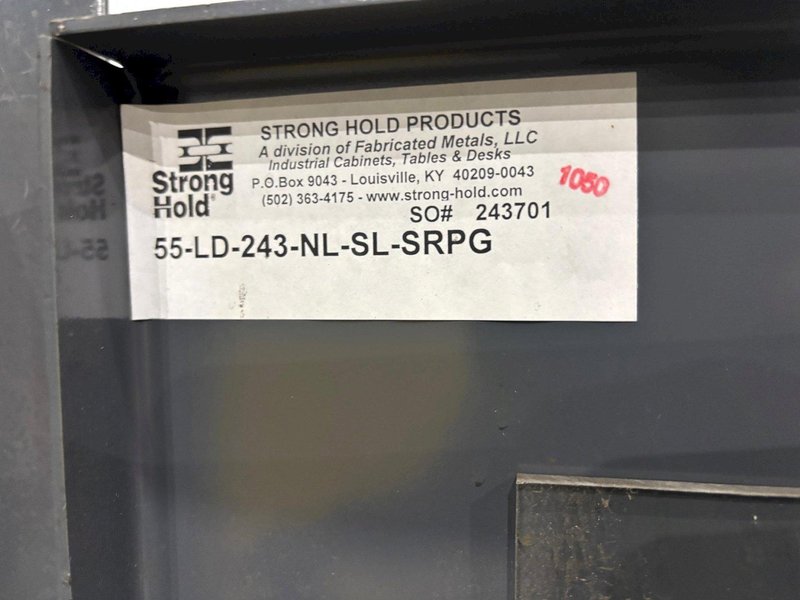 STRONG HOLD PRODUCTS
A division of Fabricated Metals, LLC
Industrial Cabinets, Tables & Desks
P.O.Box 9043 - Louisville, KY 40209-0043
(502) 363-4175 - www.strong-hold.com
Strong
Hold®
1050
SO# 243701
55-LD-243-NL-SL-SRPG